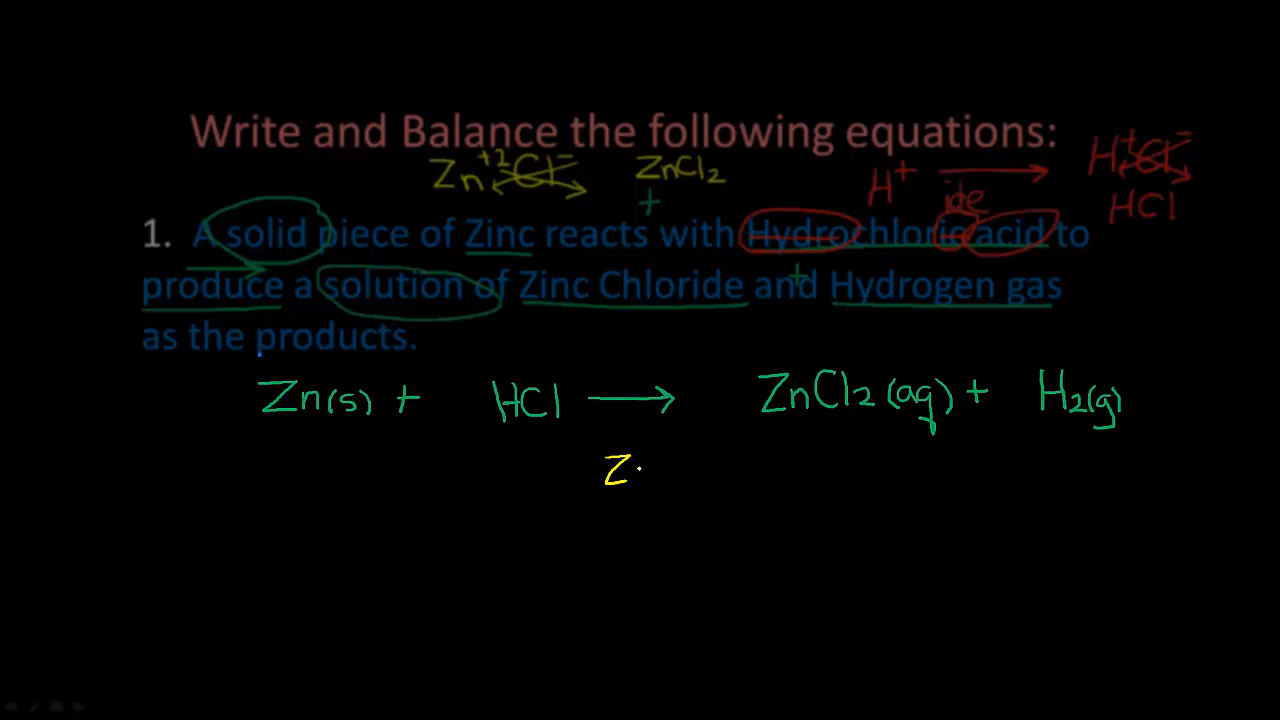 Write and Balance the following equations:
Zn+2 Cl- ZnCl2 H+ H+ Cl-
+ ide HCl
1. A solid piece of Zinc reacts with Hydrochloric acid to
+
produce a solution of Zinc Chloride and Hydrogen gas
as the products.
Zn(s) + HCl → ZnCl2(aq) + H2(g)
Z